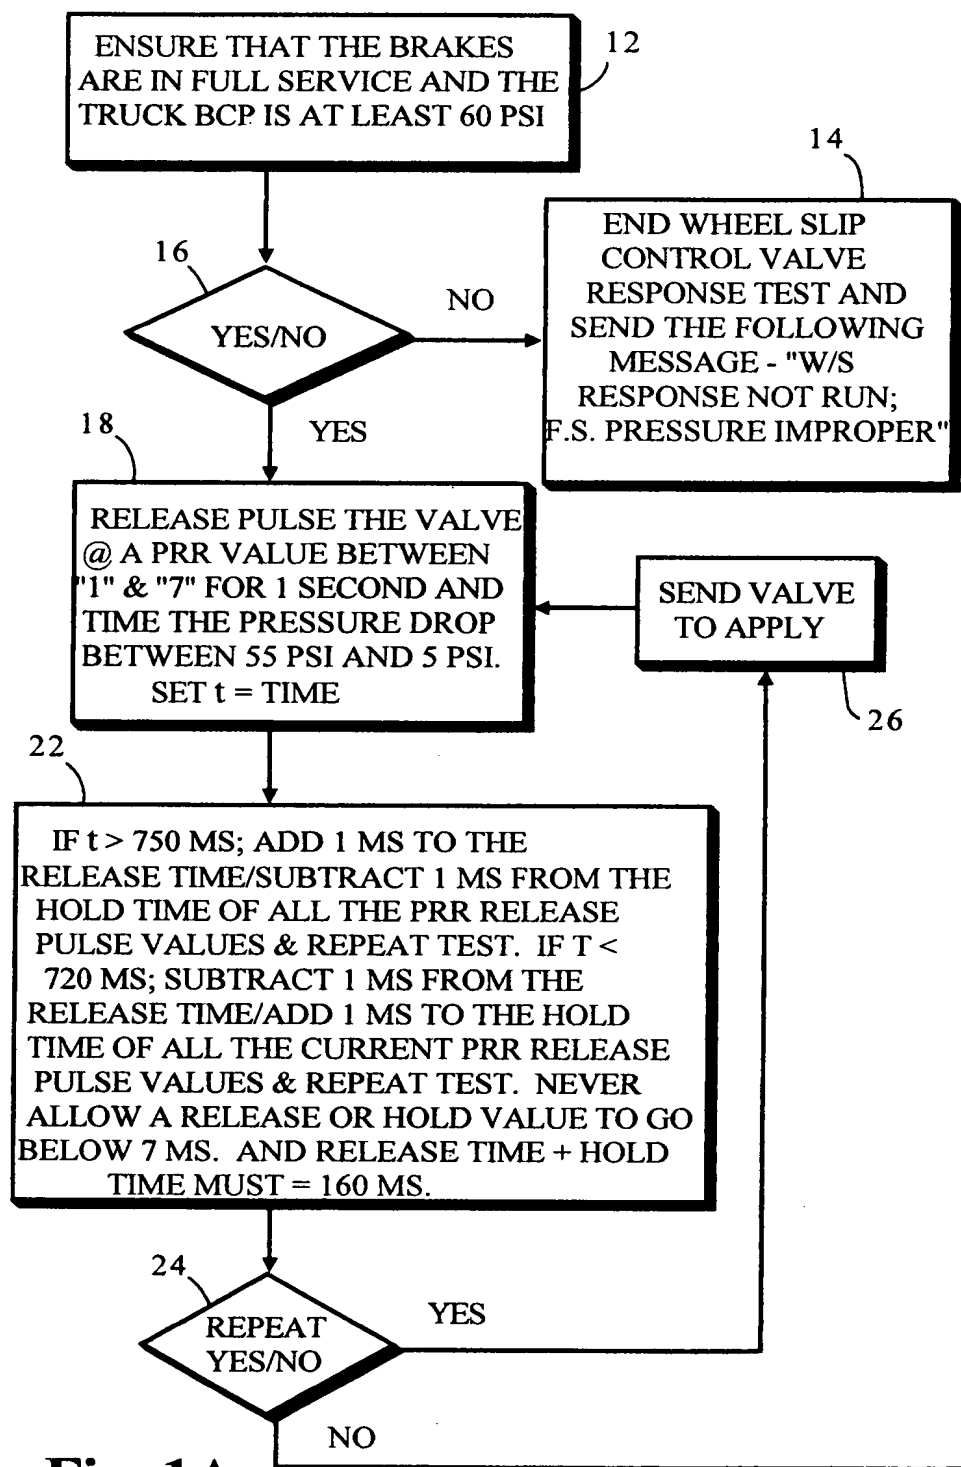 ENSURE THAT THE BRAKES
ARE IN FULL SERVICE AND THE
TRUCK BCP IS AT LEAST 60 PSI
12
14
END WHEEL SLIP
CONTROL VALVE
RESPONSE TEST AND
SEND THE FOLLOWING
MESSAGE - "W/S
RESPONSE NOT RUN;
F.S. PRESSURE IMPROPER"
16
YES/NO
NO
YES
18
RELEASE PULSE THE VALVE
@ A PRR VALUE BETWEEN
"1" & "7" FOR 1 SECOND AND
TIME THE PRESSURE DROP
BETWEEN 55 PSI AND 5 PSI.
SET t = TIME
SEND VALVE
TO APPLY
26
22
IF t > 750 MS; ADD 1 MS TO THE
RELEASE TIME/SUBTRACT 1 MS FROM THE
HOLD TIME OF ALL THE PRR RELEASE
PULSE VALUES & REPEAT TEST. IF T <
720 MS; SUBTRACT 1 MS FROM THE
RELEASE TIME/ADD 1 MS TO THE HOLD
TIME OF ALL THE CURRENT PRR RELEASE
PULSE VALUES & REPEAT TEST. NEVER
ALLOW A RELEASE OR HOLD VALUE TO GO
BELOW 7 MS. AND RELEASE TIME + HOLD
TIME MUST = 160 MS.
24
REPEAT
YES/NO
YES
NO